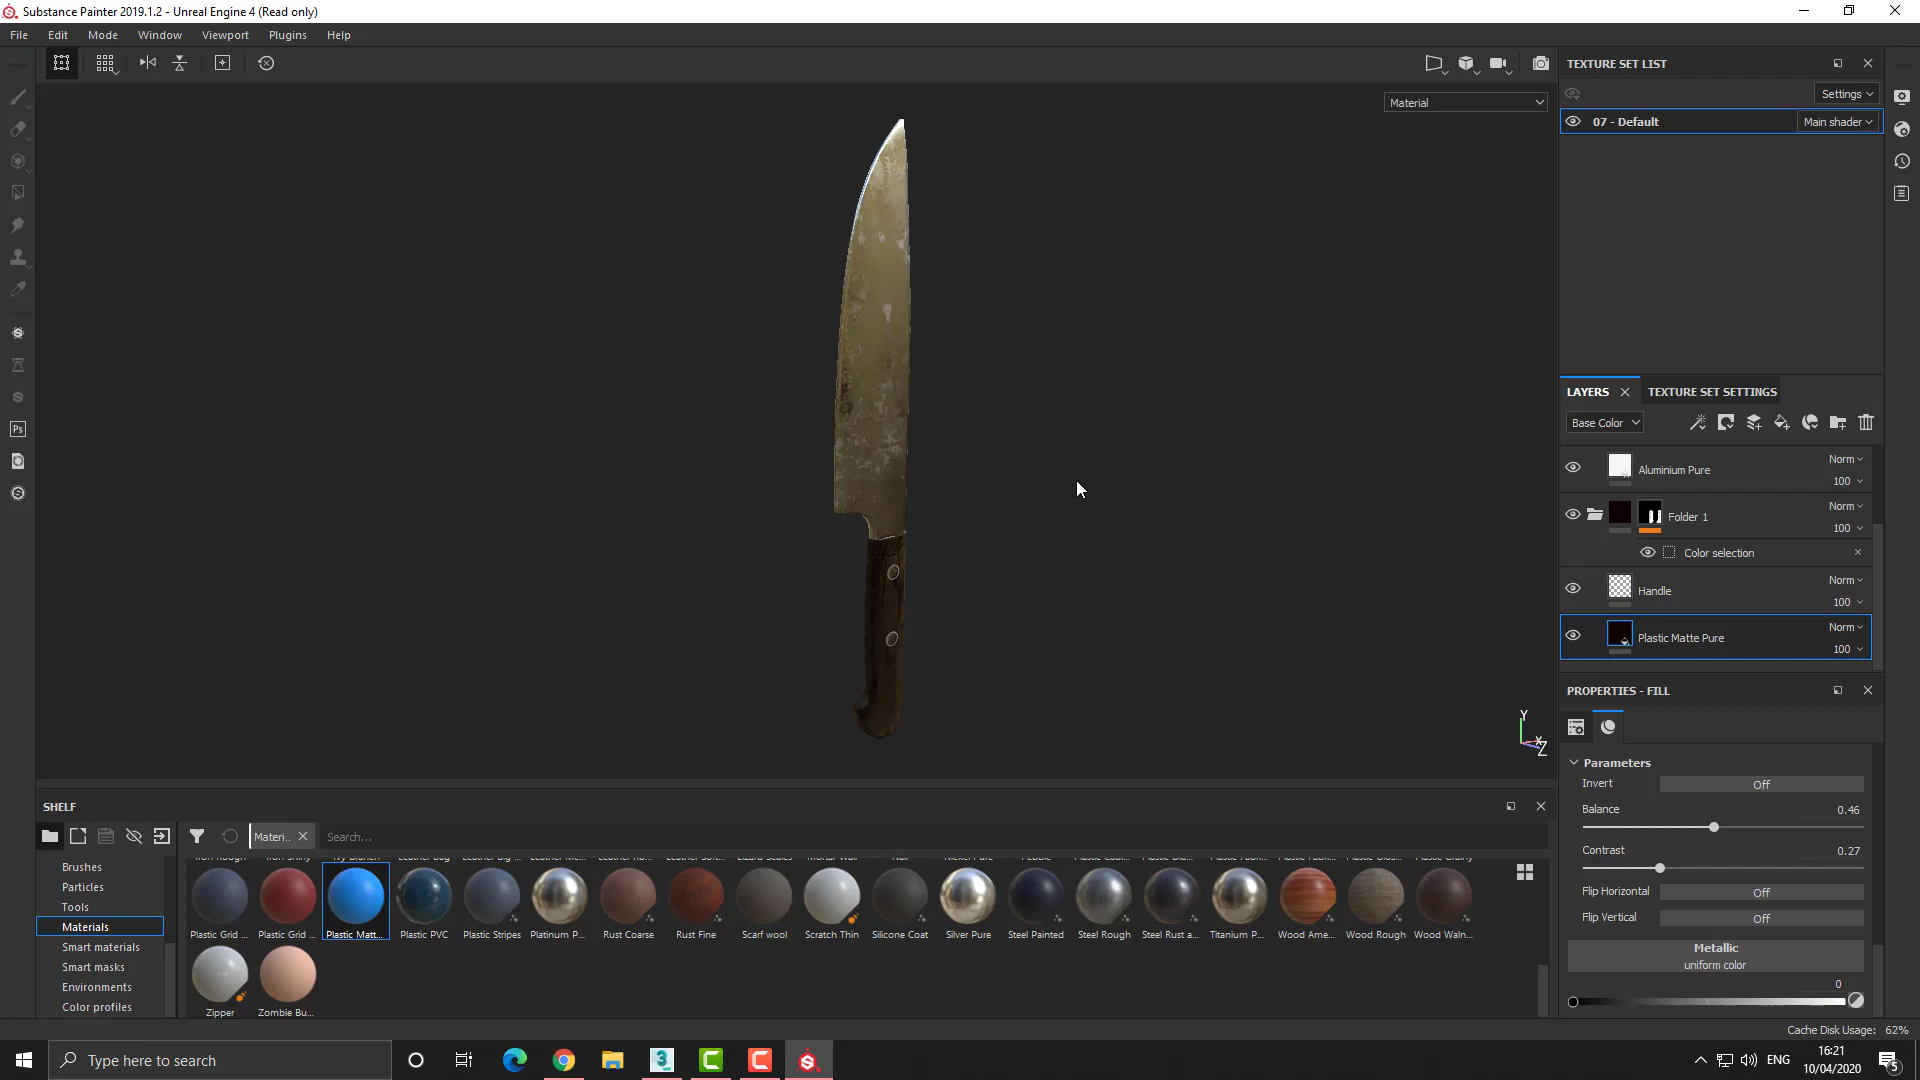 Substance Painter 2019.1.2 - Unreal Engine 4 (Read only)
File Edit Mode Window Viewport Plugins Help
Material
TEXTURE SET LIST
Settings
07 - Default Main shader
LAYERS TEXTURE SET SETTINGS
Base Color
Aluminium Pure Norm 100
Folder 1 Norm 100
Color selection
Handle Norm 100
Plastic Matte Pure Norm 100
PROPERTIES - FILL
Parameters
Invert Off
Balance 0.46
Contrast 0.27
Flip Horizontal Off
Flip Vertical Off
Metallic
uniform color
0
Y
X
Z
SHELF
Materi.. Search...
Brushes
Particles
Tools
Materials
Smart materials
Smart masks
Environments
Color profiles
Plastic Grid ... Plastic Grid ... Plastic Matt... Plastic PVC Plastic Stripes Platinum P... Rust Coarse Rust Fine Scarf wool Scratch Thin Silicone Coat Silver Pure Steel Painted Steel Rough Steel Rust a... Titanium P... Wood Ame... Wood Rough Wood Waln...
Zipper Zombie Bu...
Cache Disk Usage: 62%
Type here to search
Ps
3
MAX
C
C
ENG
16:21
10/04/2020
5